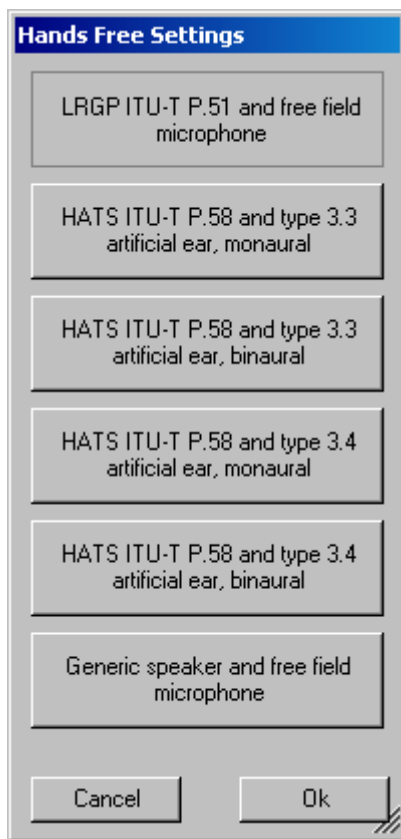 Hands Free Settings
LRGP ITU-T P.51 and free field
microphone
HATS ITU-T P.58 and type 3.3
artificial ear, monaural
HATS ITU-T P.58 and type 3.3
artificial ear, binaural
HATS ITU-T P.58 and type 3.4
artificial ear, monaural
HATS ITU-T P.58 and type 3.4
artificial ear, binaural
Generic speaker and free field
microphone
Cancel Ok